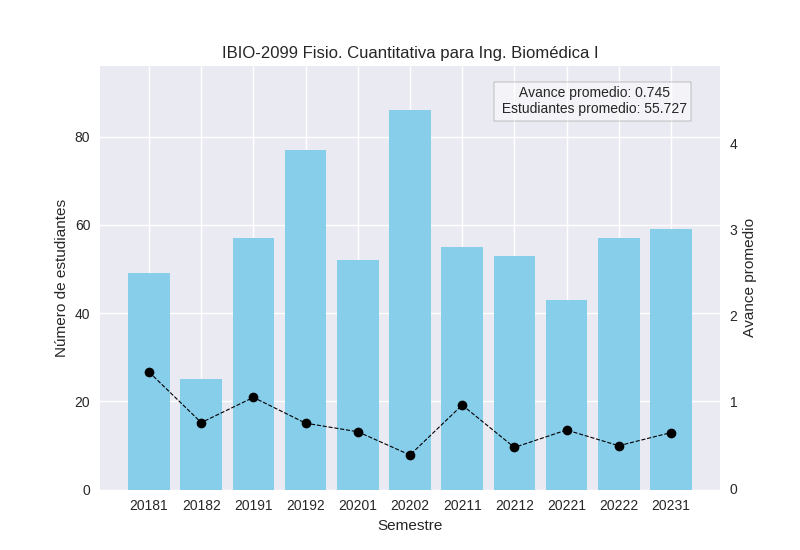 IBIO-2099 Fisio. Cuantitativa para Ing. Biomédica I
Avance promedio: 0.745
Estudiantes promedio: 55.727
Número de estudiantes
80
60
40
20
0
Avance promedio
4
3
2
1
0
20181 20182 20191 20192 20201 20202 20211 20212 20221 20222 20231
Semestre